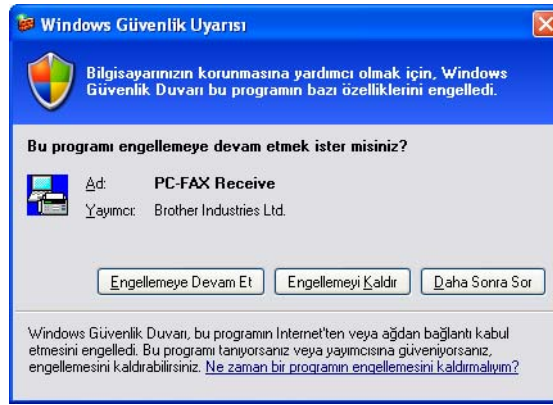 Windows Güvenlik Uyarısı
Bilgisayarınızın korunmasına yardımcı olmak için, Windows
Güvenlik Duvarı bu programın bazı özelliklerini engelledi.
Bu programı engellemeye devam etmek ister misiniz?
Ad: PC-FAX Receive
Yayımcı: Brother Industries Ltd.
Engellemeye Devam Et Engellemeyi Kaldır Daha Sonra Sor
Windows Güvenlik Duvarı, bu programın Internet'ten veya ağdan bağlantı kabul
etmesini engelledi. Bu programı tanıyorsanız veya yayımcısına güveniyorsanız,
engellemesini kaldırabilirsiniz. Ne zaman bir programın engellemesini kaldırmalıyım?